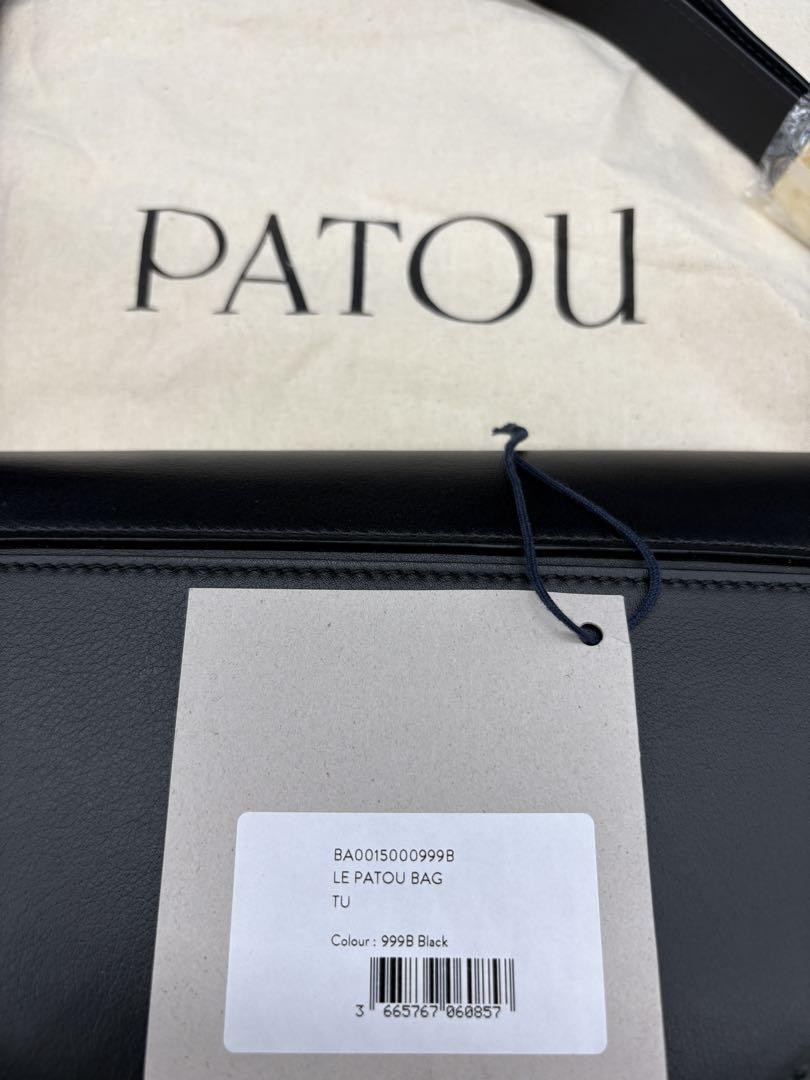 PATOU
BA0015000999B
LE PATOU BAG
TU
Colour : 999B Black
3 665767 060857